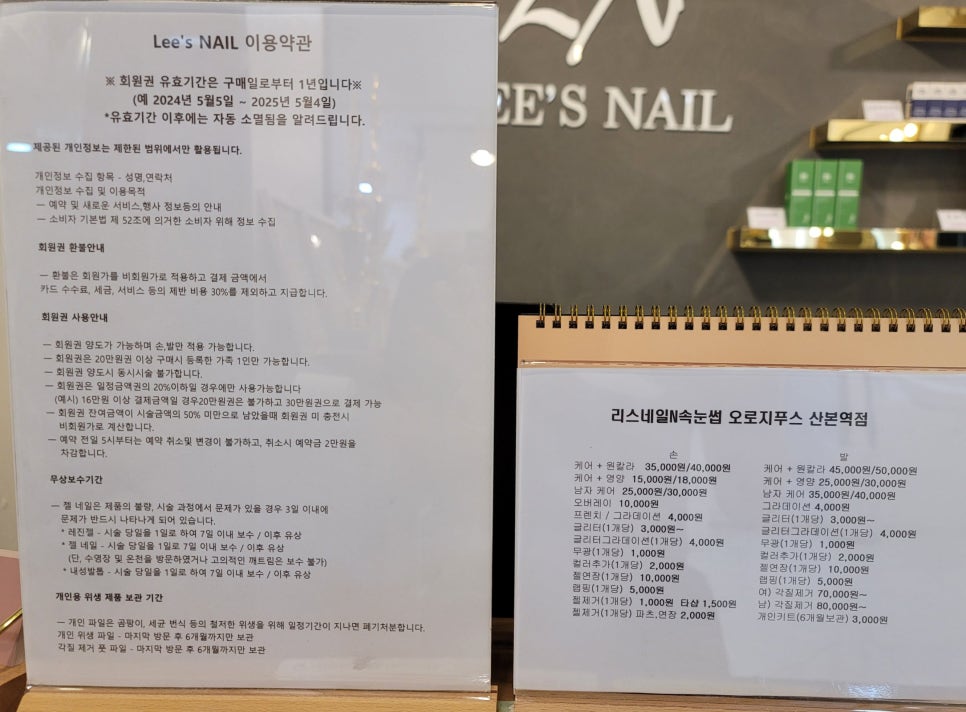 Lee's NAIL 이용약관
※ 회원권 유효기간은 구매일로부터 1년입니다※
(예 2024년 5월5일 ~ 2025년 5월4일)
*유효기간 이후에는 자동 소멸됨을 알려드립니다.
제공된 개인정보는 제한된 범위에서만 활용됩니다.
개인정보 수집 항목 - 성명,연락처
개인정보 수집 및 이용목적
― 예약 및 새로운 서비스,행사 정보등의 안내
― 소비자 기본법 제 52조에 의거한 소비자 위해 정보 수집
회원권 환불안내
― 환불은 회원가를 비회원가로 적용하고 결제 금액에서
카드 수수료, 세금, 서비스 등의 제반 비용 30%를 제외하고 지급합니다.
회원권 사용안내
― 회원권 양도가 가능하며 손,발만 적용 가능합니다.
― 회원권은 20만원권 이상 구매시 등록한 가족 1인만 가능합니다.
― 회원권 양도시 동시시술 불가합니다.
― 회원권은 일정금액권의 20%이하일 경우에만 사용가능합니다
(예시) 16만원 이상 결제금액일 경우20만원권은 불가하고 30만원권으로 결제 가능
― 회원권 잔여금액이 시술금액의 50% 미만으로 남았을때 회원권 미 충전시
비회원가로 계산합니다.
― 예약 전일 5시부터는 예약 취소및 변경이 불가하고, 취소시 예약금 2만원을
차감합니다.
무상보수기간
― 젤 네일은 제품의 불량, 시술 과정에서 문제가 있을 경우 3일 이내에
문제가 반드시 나타나게 되어 있습니다.
* 레진젤 - 시술 당일을 1일로 하여 7일 이내 보수 / 이후 유상
* 젤 네일 - 시술 당일을 1일로 7일 이내 보수 / 이후 유상
(단, 수영장 및 온천을 방문하였거나 고의적인 깨트림은 보수 불가)
* 내성발톱 - 시술 당일을 1일로 하여 7일 이내 보수 / 이후 유상
개인용 위생 제품 보관 기간
― 개인 파일은 곰팡이, 세균 번식 등의 철저한 위생을 위해 일정기간이 지나면 폐기처분합니다.
개인 위생 파일 - 마지막 방문 후 6개월까지만 보관
각질 제거 풋 파일 - 마지막 방문 후 6개월까지만 보관
LN
LEE'S NAIL
리스네일N속눈썹 오로지푸스 산본역점
손
케어 + 원칼라 35,000원/40,000원
케어 + 영양 15,000원/18,000원
남자 케어 25,000원/30,000원
오버레이 10,000원
프렌치 / 그라데이션 4,000원
글리터(1개당) 3,000원~
글리터그라데이션(1개당) 4,000원
무광(1개당) 1,000원
컬러추가(1개당) 2,000원
젤연장(1개당) 10,000원
랩핑(1개당) 5,000원
젤제거(1개당) 1,000원 타샵 1,500원
젤제거(1개당) 파츠,연장 2,000원
발
케어 + 원칼라 45,000원/50,000원
케어 + 영양 25,000원/30,000원
남자 케어 35,000원/40,000원
그라데이션 4,000원
글리터(1개당) 3,000원~
글리터그라데이션(1개당) 4,000원
무광(1개당) 1,000원
컬러추가(1개당) 2,000원
젤연장(1개당) 10,000원
랩핑(1개당) 5,000원
여) 각질제거 70,000원~
남) 각질제거 80,000원~
개인키트(6개월보관) 3,000원